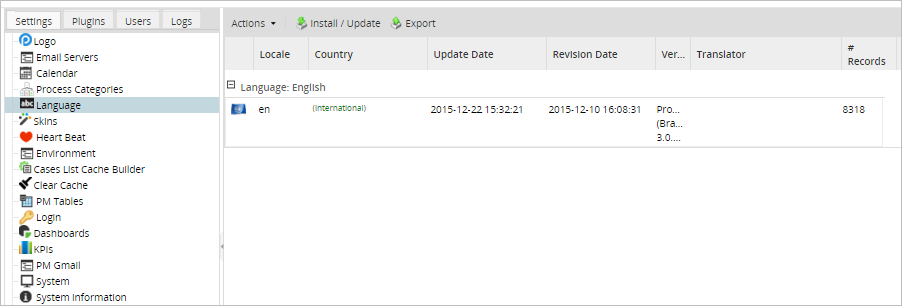 Settings Plugins Users Logs
Logo
Email Servers
Calendar
Process Categories
Language
Skins
Heart Beat
Environment
Cases List Cache Builder
Clear Cache
PM Tables
Login
Dashboards
KPIs
PM Gmail
System
System Information
Actions Install / Update Export
Locale Country Update Date Revision Date Ver... Translator # Records
Language: English
en (International) 2015-12-22 15:32:21 2015-12-10 16:08:31 Pro... 8318
(Bra...
3.0....